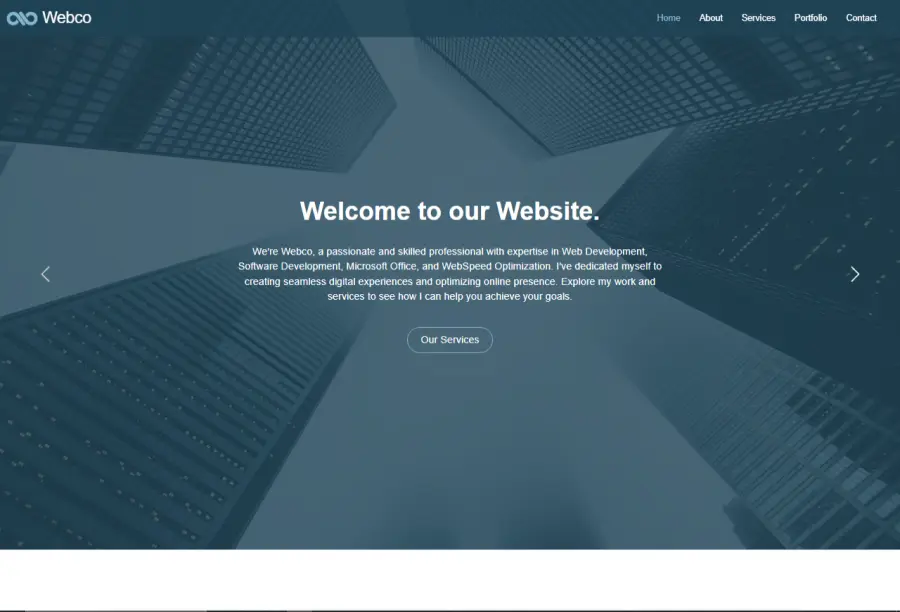 Webco
Home About Services Portfolio Contact
Welcome to our Website.
We're Webco, a passionate and skilled professional with expertise in Web Development,
Software Development, Microsoft Office, and WebSpeed Optimization. I've dedicated myself to
creating seamless digital experiences and optimizing online presence. Explore my work and
services to see how I can help you achieve your goals.
Our Services